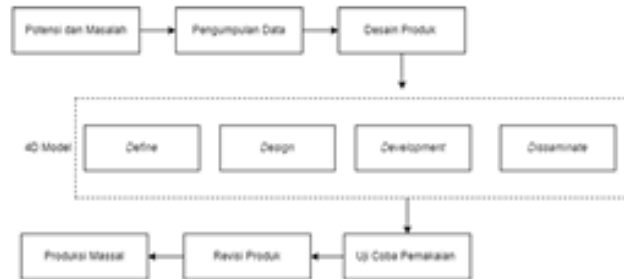 Potensi dan Masalah
Pengumpulan Data
Desain Produk
4D Model
Define
Design
Development
Dissaminate
Produksi Massal
Revisi Produk
Uji Coba Pemakaian